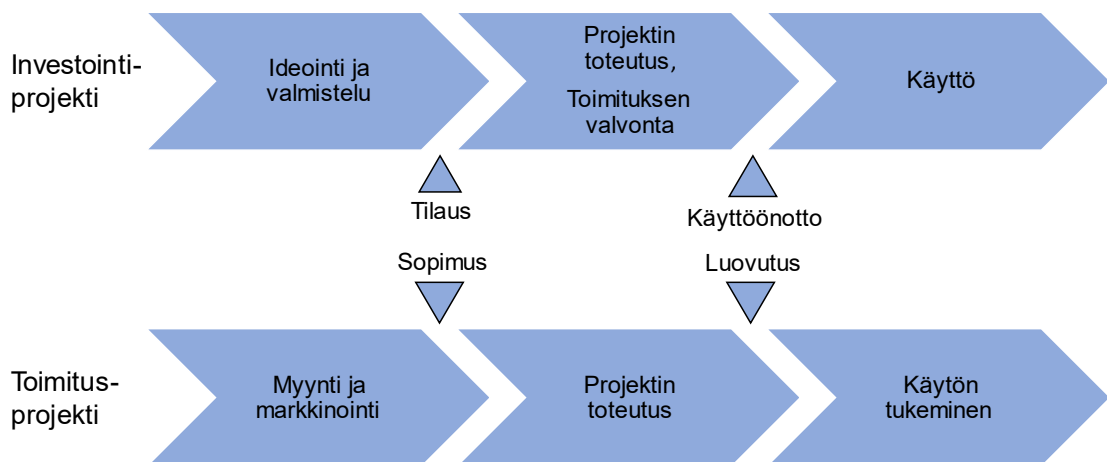 Investointi-
projekti
Ideointi ja
valmistelu
Projektin
toteutus,
Toimituksen
valvonta
Käyttö
Tilaus
Käyttöönotto
Sopimus
Luovutus
Toimitus-
projekti
Myynti ja
markkinointi
Projektin
toteutus
Käytön
tukeminen